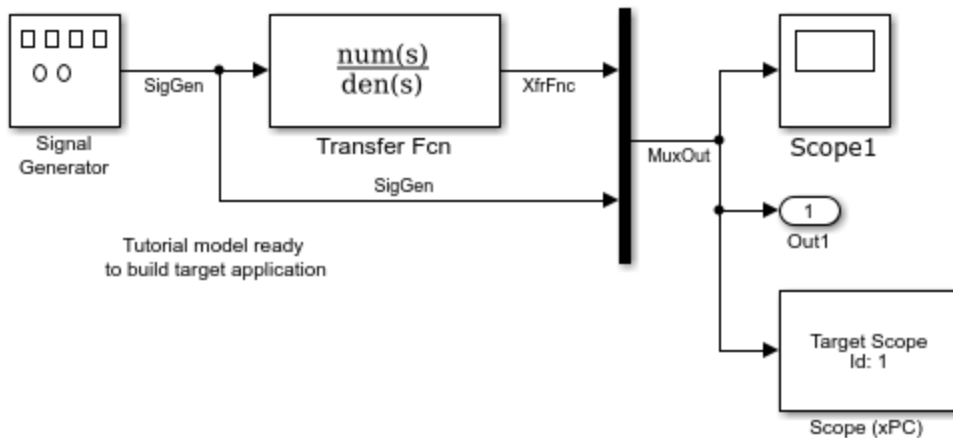 SigGen
Signal
Generator
num(s)
den(s)
Transfer Fcn
XfrFnc
SigGen
MuxOut
Scope1
1
Out1
Target Scope
Id: 1
Scope (xPC)
Tutorial model ready
to build target application